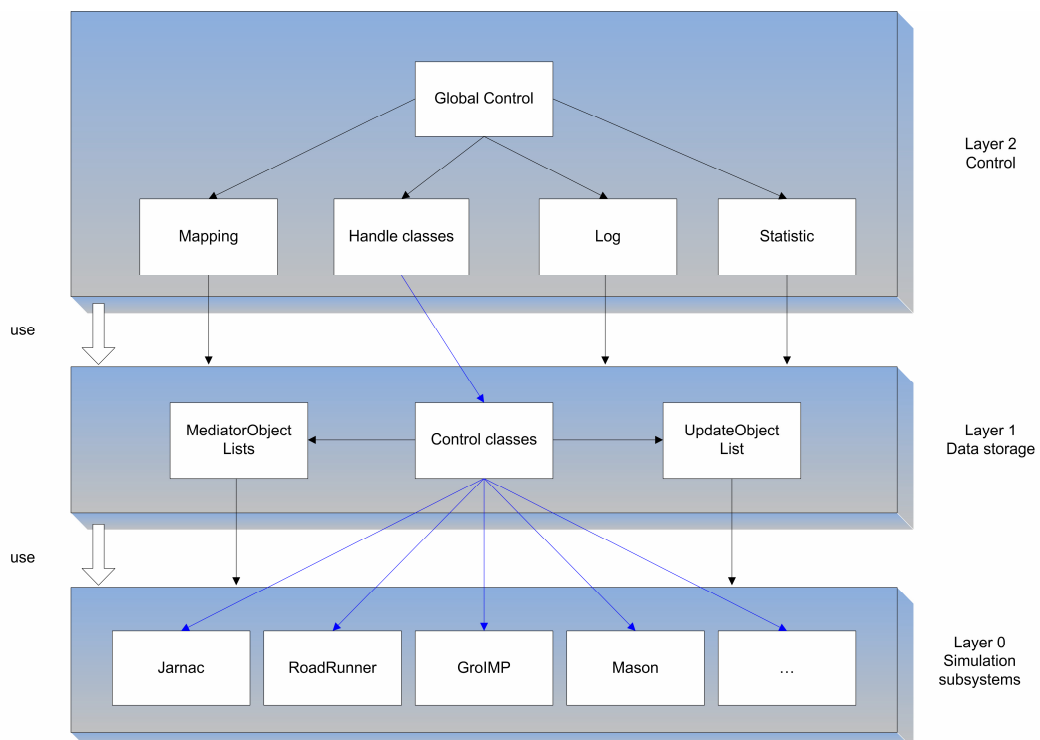 Global Control
Layer 2
Control
Mapping
Handle classes
Log
Statistic
use
MediatorObject
Lists
Control classes
UpdateObject
List
Layer 1
Data storage
use
Jarnac
RoadRunner
GroIMP
Mason
…
Layer 0
Simulation
subsystems